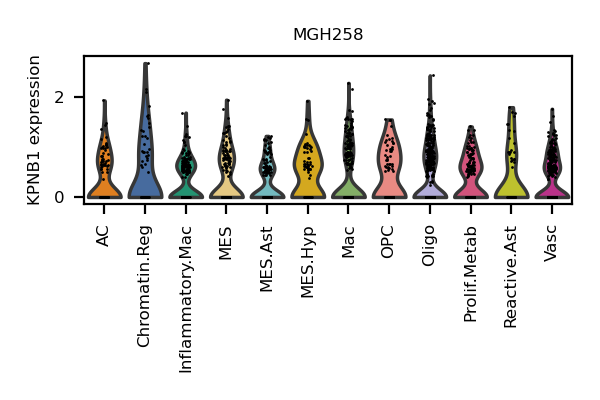 MGH258
KPNB1 expression
2
0
AC
Chromatin.Reg
Inflammatory.Mac
MES
MES.Ast
MES.Hyp
Mac
OPC
Oligo
Prolif.Metab
Reactive.Ast
Vasc